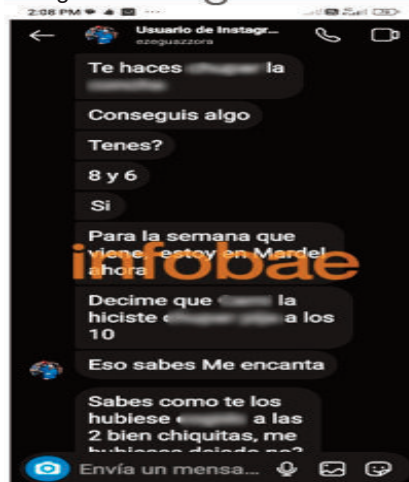 2:08 PM
Usuario de Instagr...
ezeguazzora
Te haces la
Conseguis algo
Tenes?
8 y 6
Si
Para la semana que
viene, estoy en Mardel
ahora
infobae
Decime que la
hiciste a los
10
Eso sabes Me encanta
Sabes como te los
hubiese a las
2 bien chiquitas, me
Envía un mensa...